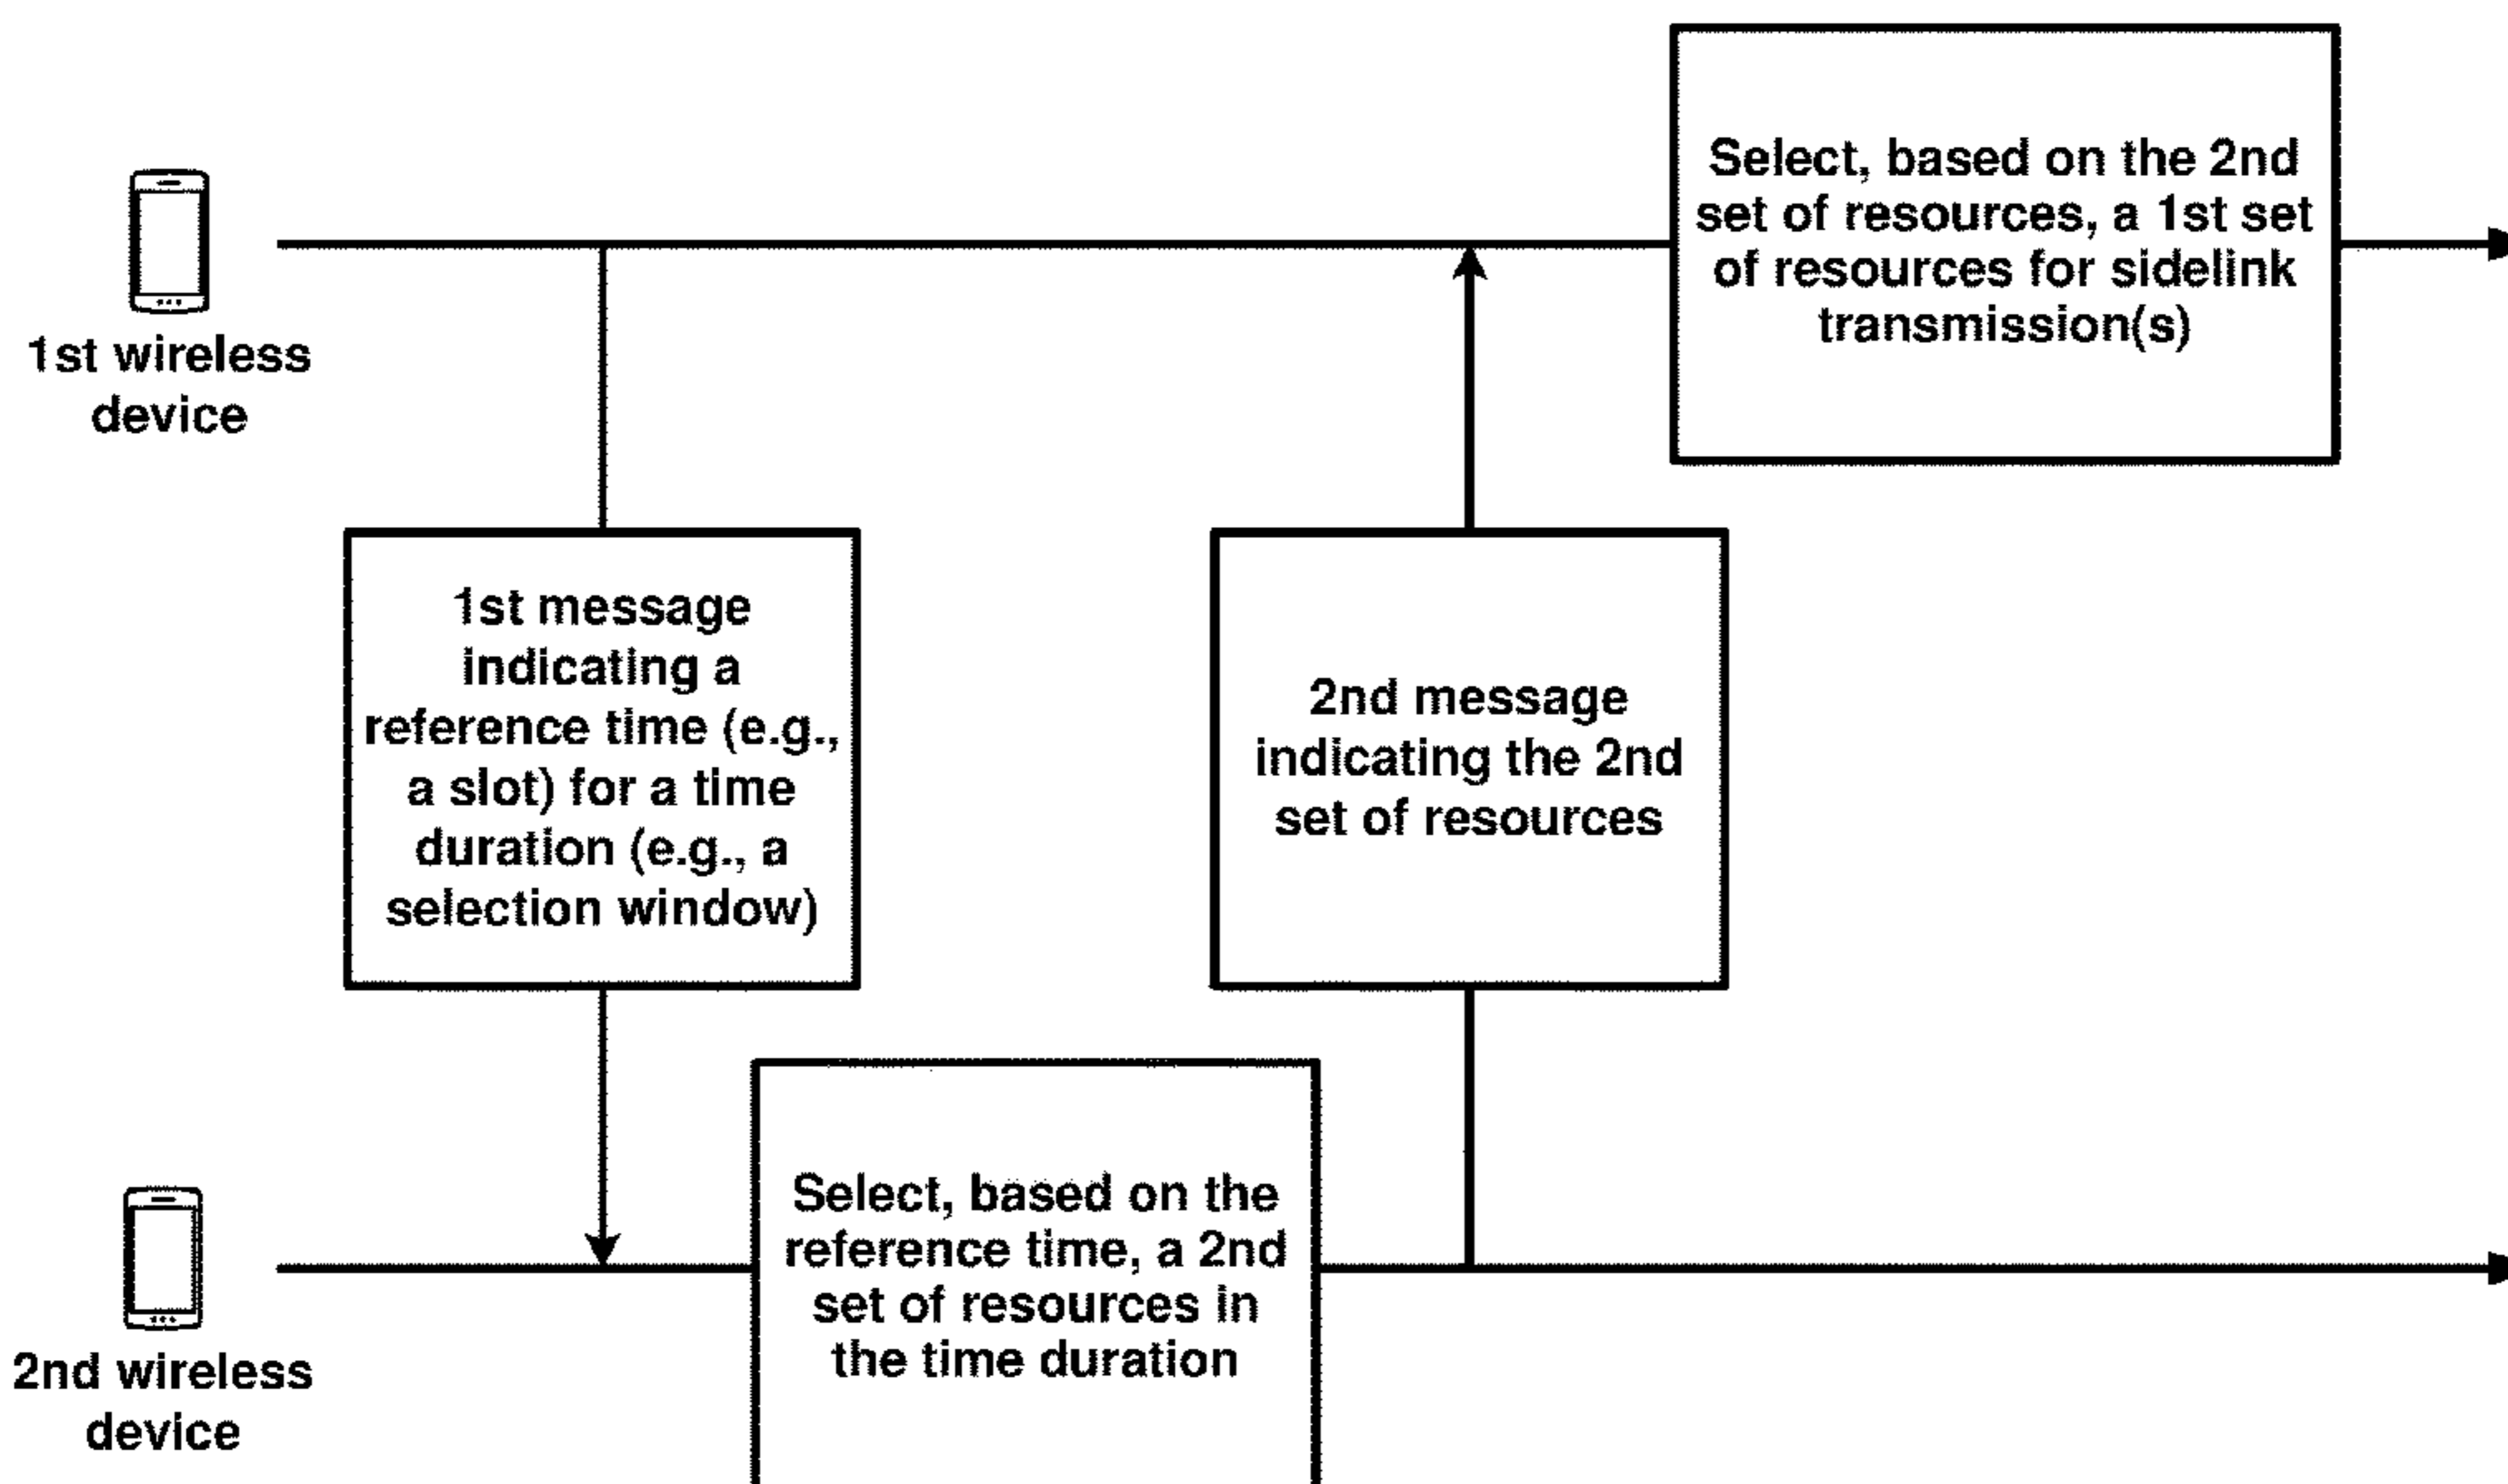 Select, based on the 2nd
set of resources, a 1st set
of resources for sidelink
transmission(s)
1st wireless
device
1st message
indicating a
reference time (e.g.,
a slot) for a time
duration (e.g., a
selection window)
2nd message
indicating the 2nd
set of resources
Select, based on the
reference time, a 2nd
set of resources in
the time duration
2nd wireless
device